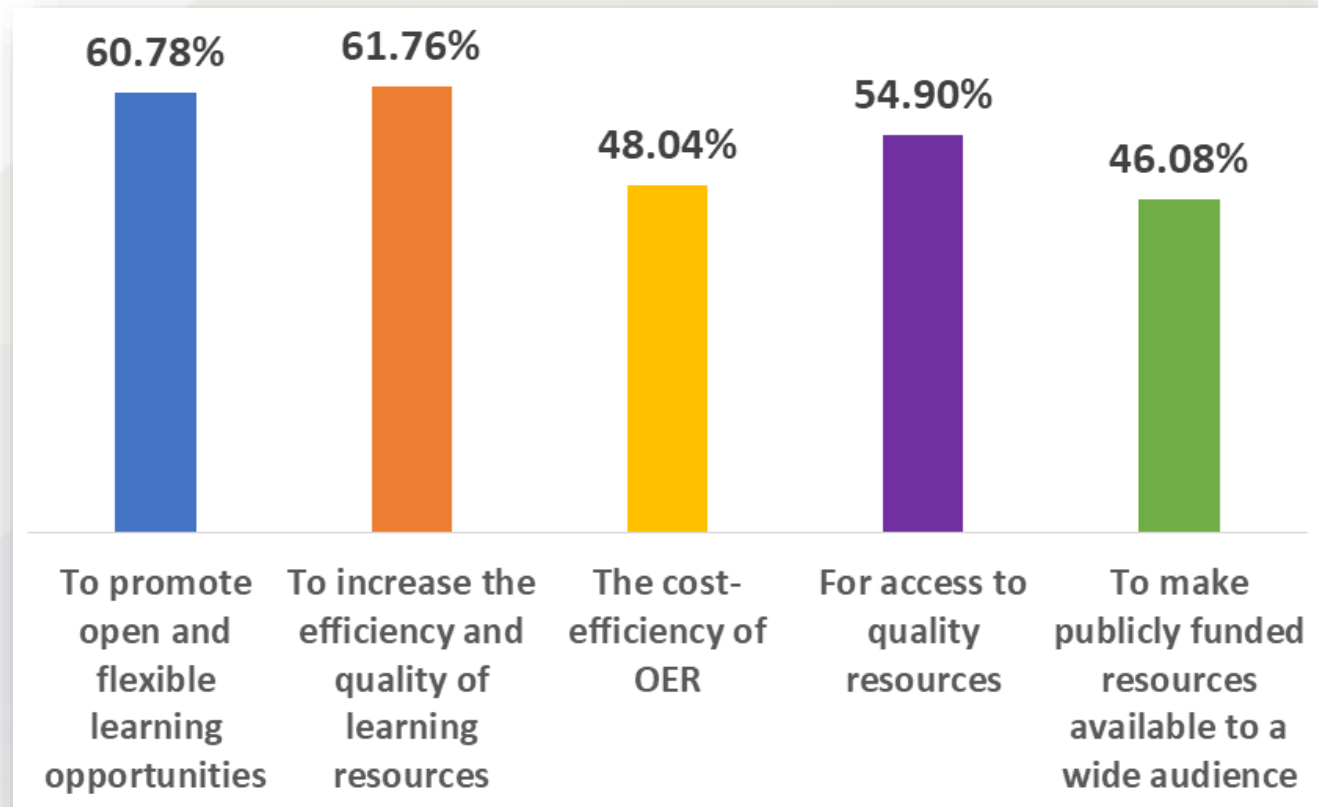 60.78%
61.76%
48.04%
54.90%
46.08%
To promote
open and
flexible
learning
opportunities
To increase the
efficiency and
quality of
learning
resources
The cost-
efficiency of
OER
For access to
quality
resources
To make
publicly funded
resources
available to a
wide audience